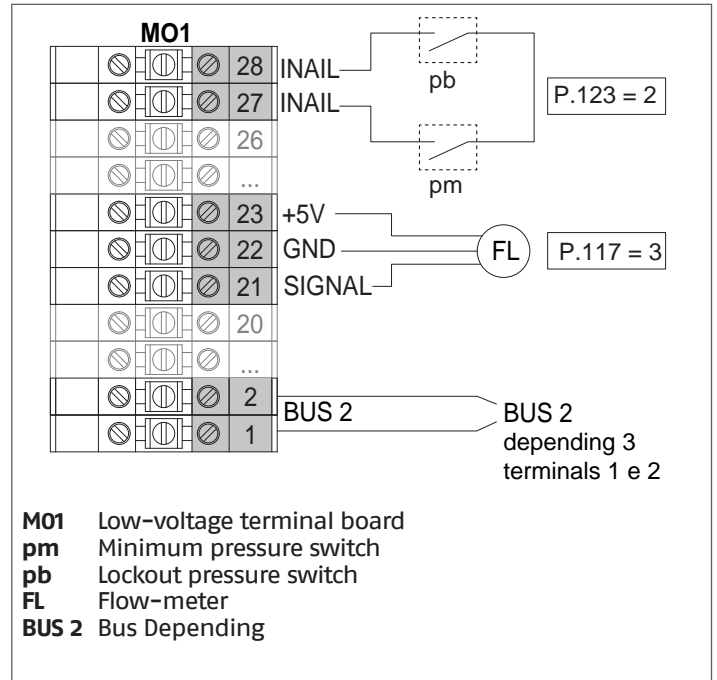 MO1
28 INAIL
pb
27 INAIL
P.123 = 2
26
pm
...
23 +5V
22 GND
FL
P.117 = 3
21 SIGNAL
20
...
2
BUS 2
BUS 2
1
depending 3
terminals 1 e 2
M01 Low-voltage terminal board
pm Minimum pressure switch
pb Lockout pressure switch
FL Flow-meter
BUS 2 Bus Depending